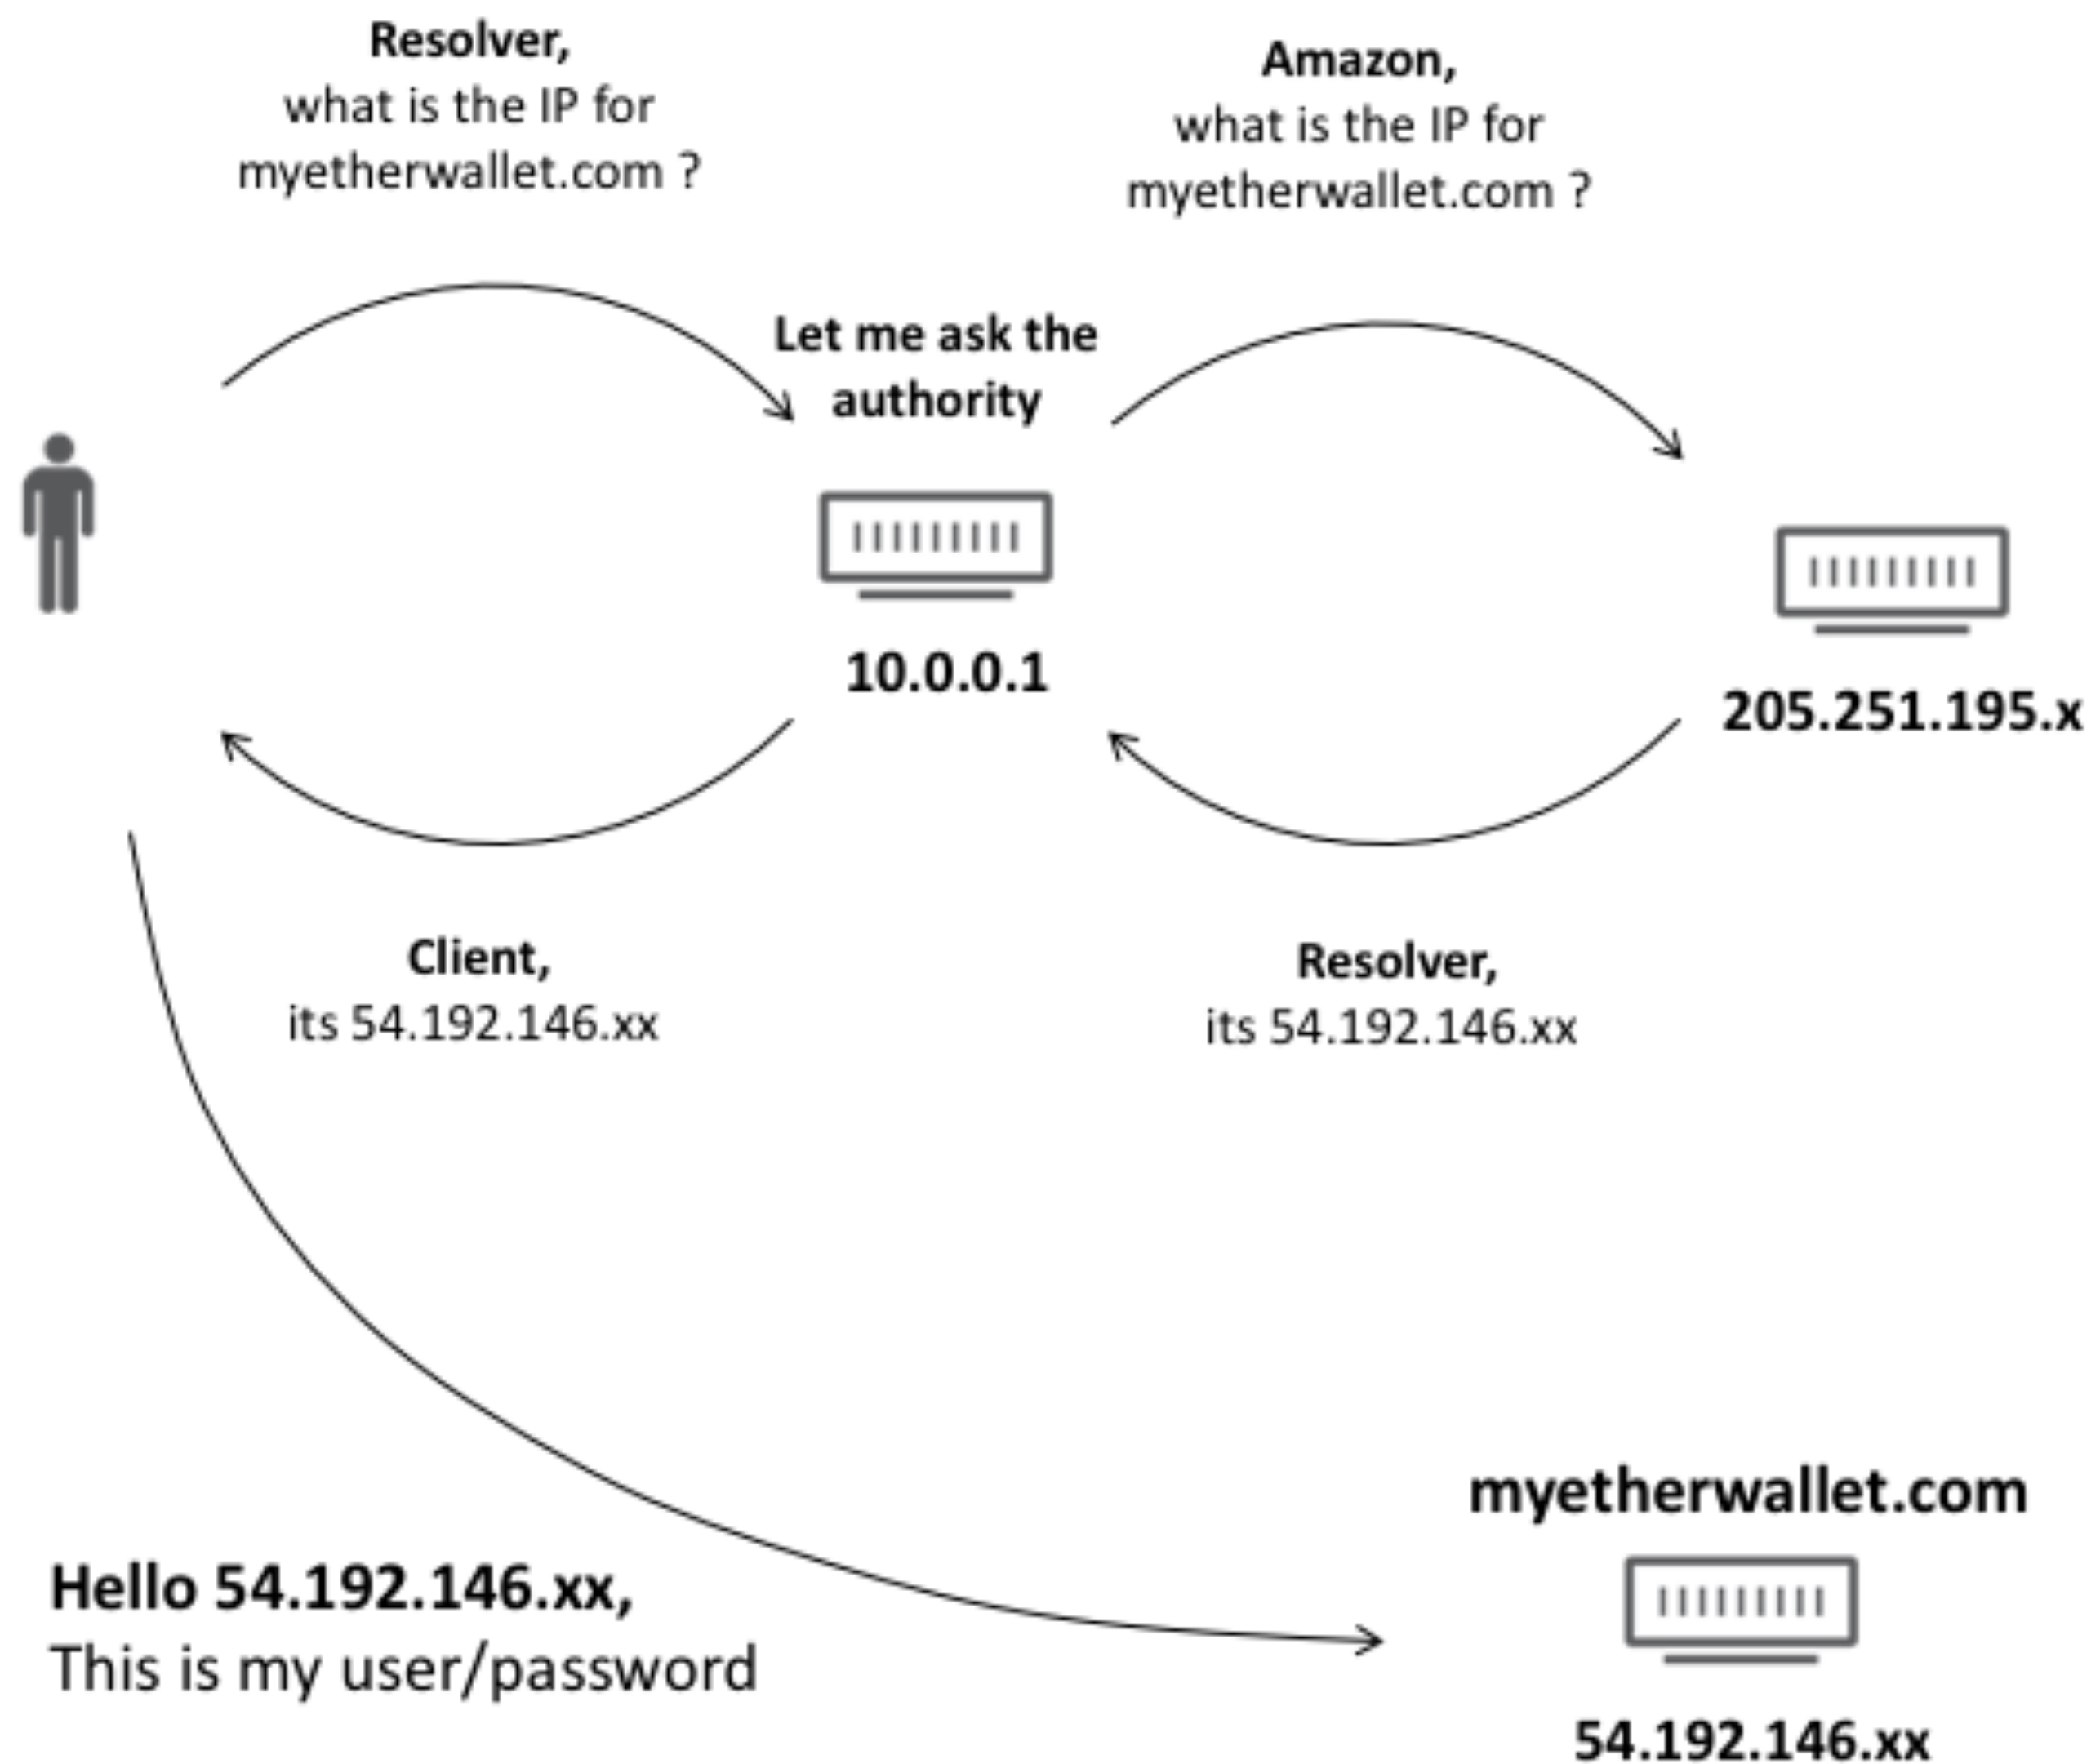 Resolver,
what is the IP for
myetherwallet.com ?
Amazon,
what is the IP for
myetherwallet.com ?
Let me ask the
authority
10.0.0.1
205.251.195.x
Client,
its 54.192.146.xx
Resolver,
its 54.192.146.xx
myetherwallet.com
Hello 54.192.146.xx,
This is my user/password
54.192.146.xx